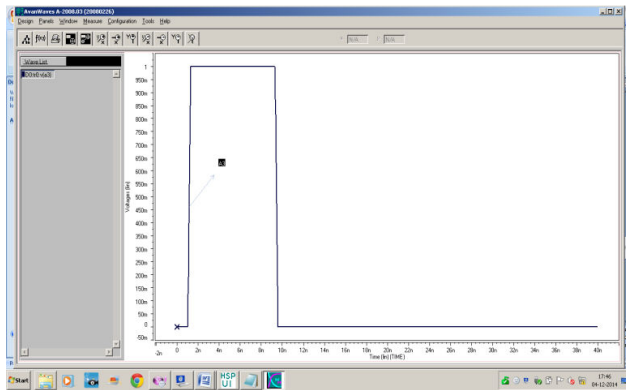 AvanWaves A-2008.03 (20080226)
Design Panels Window Measure Configuration Tools Help
Wave List
D0:tr0:v(a3)
Voltages (lin)
1
950m
900m
850m
800m
750m
700m
650m
600m
550m
500m
450m
400m
350m
300m
250m
200m
150m
100m
50m
0
-50m
a3
-2n 0 2n 4n 6n 8n 10n 12n 14n 16n 18n 20n 22n 24n 26n 28n 30n 32n 34n 36n 38n 40n
Time (lin) (TIME)
Start
HSP
U.I.
17:46
04-12-2014